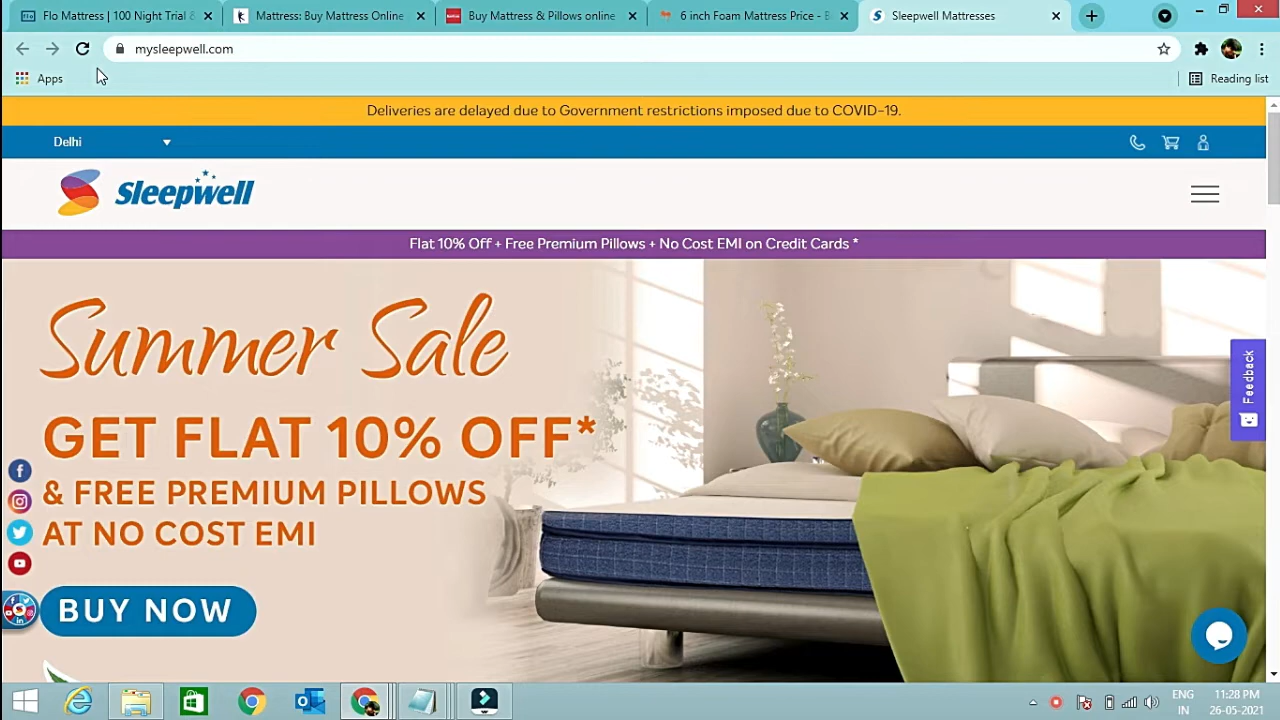 Flo Mattress | 100 Night Trial &
Mattress: Buy Mattress Online
Buy Mattress & Pillows online
6 inch Foam Mattress Price - B
Sleepwell Mattresses
mysleepwell.com
Apps
Reading list
Deliveries are delayed due to Government restrictions imposed due to COVID-19.
Delhi
Sleepwell
Flat 10% Off + Free Premium Pillows + No Cost EMI on Credit Cards *
Summer Sale
GET FLAT 10% OFF*
& FREE PREMIUM PILLOWS
AT NO COST EMI
BUY NOW
Feedback
ENG
IN
11:28 PM
26-05-2021